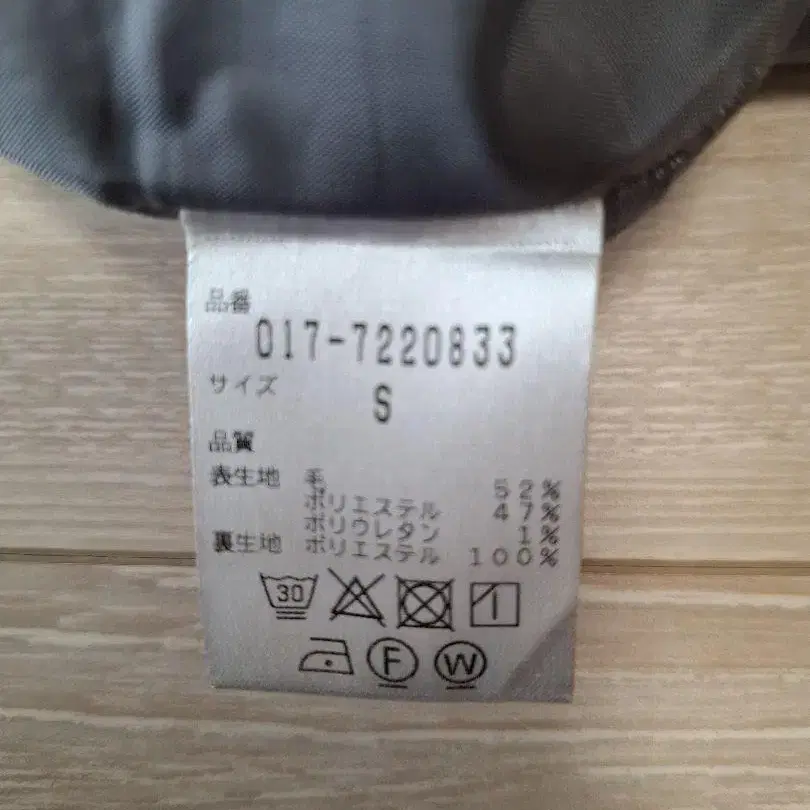 品番
017-7220833
サイズ
S
品質
表生地 毛 52%
ポリエステル 47%
ポリウレタン 1%
裏生地 ポリエステル 100%
30
F W